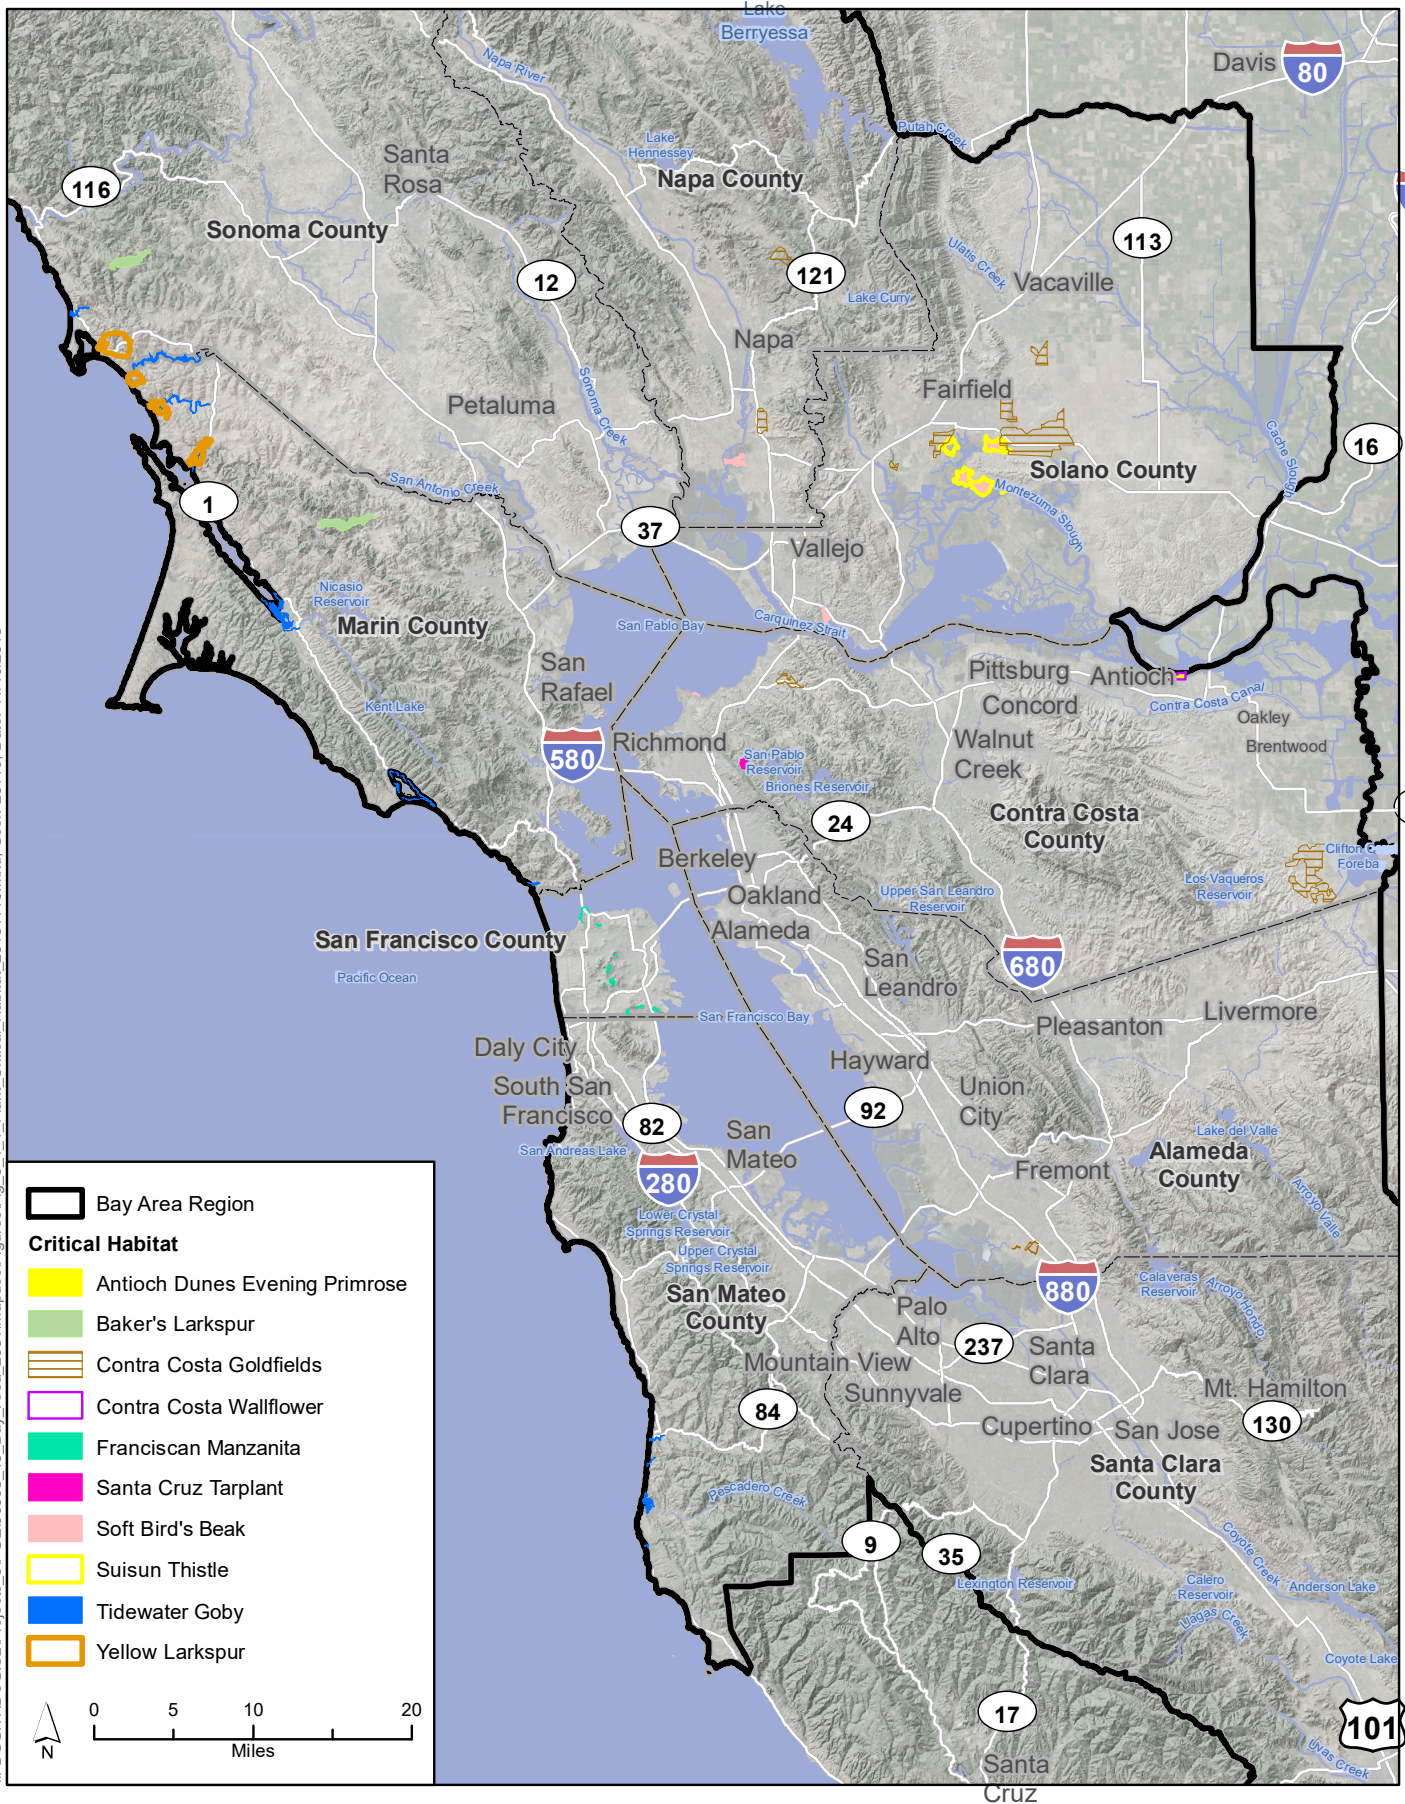 Lake
Berryessa
Davis
80
Napa River
Putah Creek
Santa
Rosa
Lake
Hennessey
Napa County
116
Sonoma County
113
Ulatis Creek
12
121
Vacaville
Lake Curry
Napa
Sonoma Creek
Fairfield
Petaluma
Cache Slough
16
Solano County
San Antonio Creek
Montezuma Slough
1
37
Vallejo
Nicasio
Reservoir
Marin County
San Pablo Bay
Carquinez Strait
San
Rafael
Pittsburg
Antioch
Kent Lake
Concord
Contra Costa Canal
Oakley
Richmond
Walnut
Creek
Brentwood
580
San Pablo
Reservoir
Briones Reservoir
24
Contra Costa
County
Berkeley
Clifton C
Foreba
Oakland
Upper San Leandro
Reservoir
Los Vaqueros
Reservoir
San Francisco County
Alameda
Pacific Ocean
San
Leandro
680
San Francisco Bay
Livermore
Pleasanton
Daly City
Hayward
South San
Francisco
Union
City
82
92
San
Mateo
Lake del Valle
San Andreas Lake
Alameda
County
280
Fremont
Arroyo Valle
Lower Crystal
Springs Reservoir
Upper Crystal
Springs Reservoir
San Mateo
County
880
Calaveras
Reservoir
Arroyo Hondo
Palo
Alto
237
Santa
Clara
Mountain View
Sunnyvale
Mt. Hamilton
84
130
Cupertino
San Jose
Santa Clara
County
Pescadero Creek
9
35
Coyote Creek
Lexington Reservoir
Calero
Reservoir
Anderson Lake
Llagas Creek
Coyote Lake
17
101
Uvas Creek
Santa
Cruz
Bay Area Region
Critical Habitat
Antioch Dunes Evening Primrose
Baker's Larkspur
Contra Costa Goldfields
Contra Costa Wallflower
Franciscan Manzanita
Santa Cruz Tarplant
Soft Bird's Beak
Suisun Thistle
Tidewater Goby
Yellow Larkspur
0 5 10 20
Miles
N